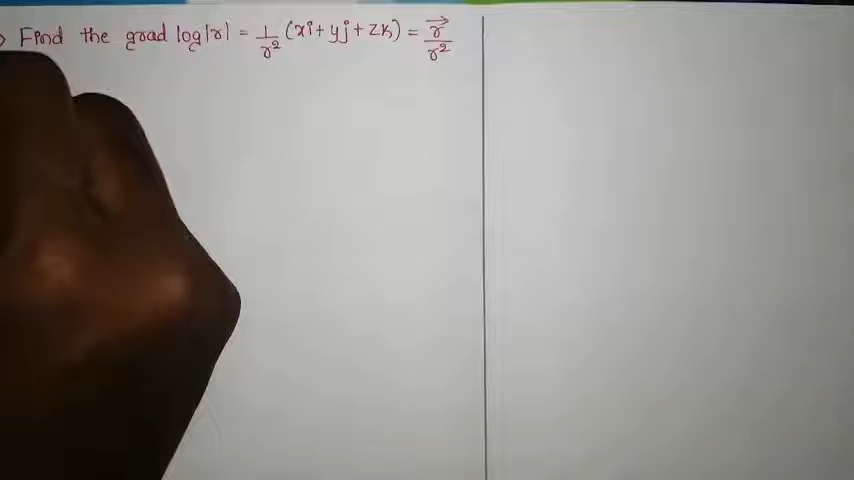 ) Find the grad log|r| = 1/r² (xi + yj + zk) = r⃗/r²